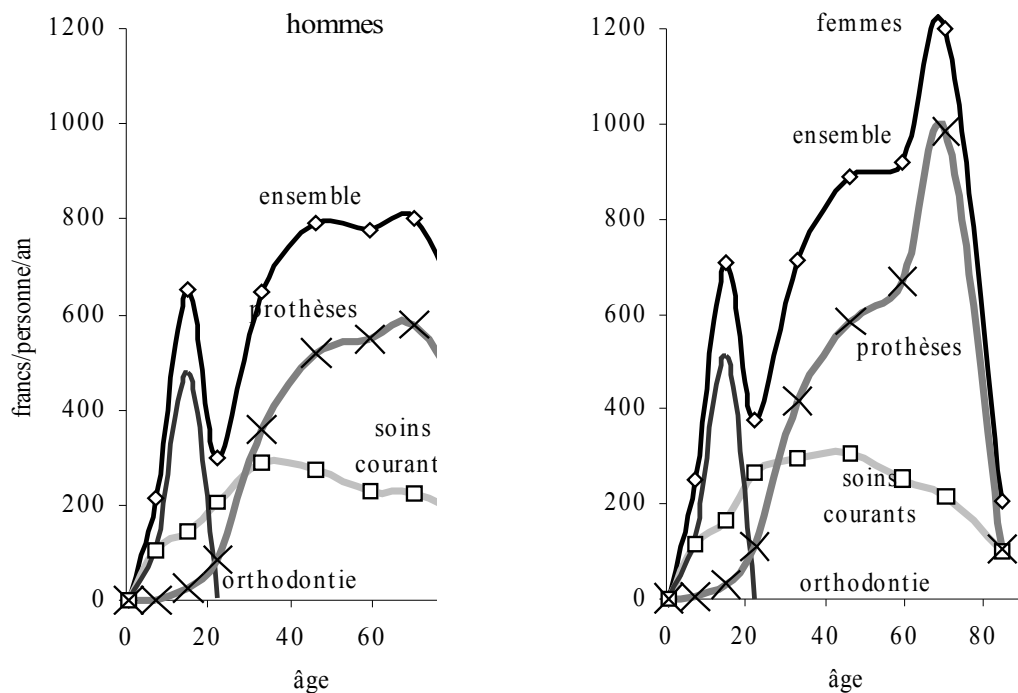 hommes
1200
1000
800
600
400
200
0
francs/personne/an
ensemble
prothèses
soins
courants
orthodontie
0
20
40
60
âge
femmes
1200
1000
800
600
400
200
0
ensemble
prothèses
soins
courants
orthodontie
0
20
40
60
80
âge